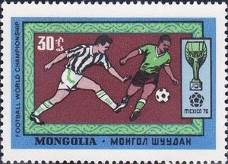 FOOTBALL WORLD CHAMPIONSHIP
30
MEXICO 70
MONGOLIA · МОНГОЛ ШУУДАН